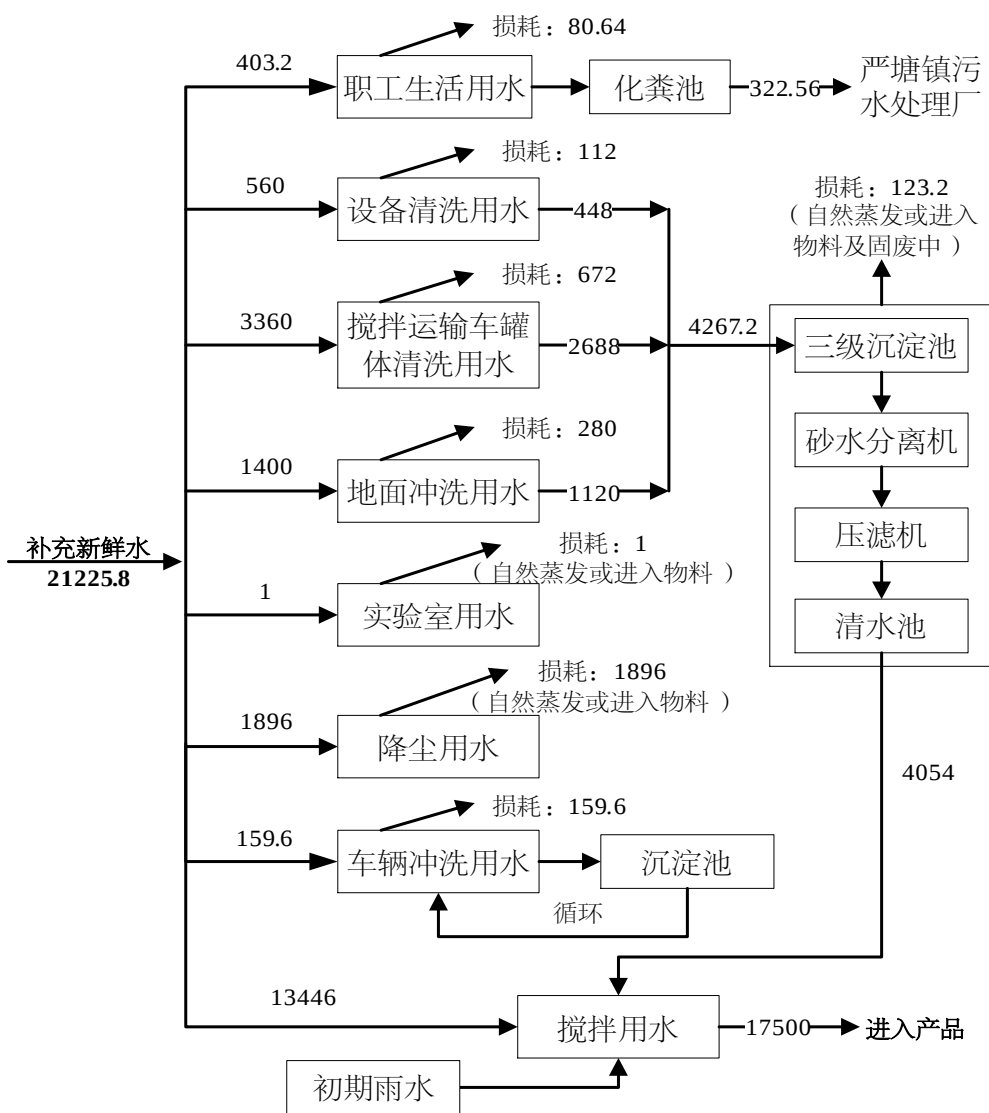 损耗：80.64
403.2
职工生活用水
化粪池
322.56
严塘镇污
水处理厂
损耗：112
560
设备清洗用水
448
损耗：123.2
（自然蒸发或进入
物料及固废中）
损耗：672
3360
搅拌运输车罐
体清洗用水
2688
4267.2
三级沉淀池
损耗：280
1400
地面冲洗用水
1120
砂水分离机
补充新鲜水
21225.8
损耗：1
（自然蒸发或进入物料）
1
实验室用水
压滤机
清水池
损耗：1896
（自然蒸发或进入物料）
1896
降尘用水
4054
损耗：159.6
159.6
车辆冲洗用水
沉淀池
循环
13446
搅拌用水
17500
进入产品
初期雨水